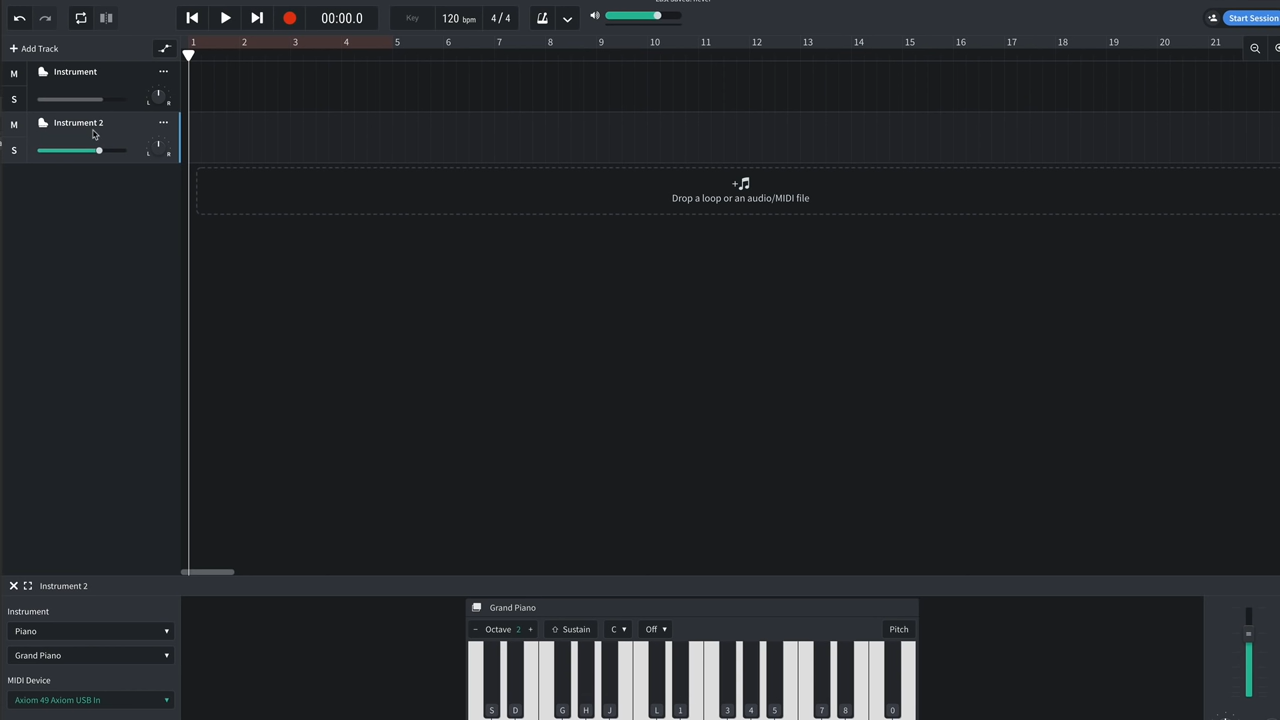 00:00.0
Key
120 bpm
4 / 4
Start Session
+ Add Track
1 2 3 4 5 6 7 8 9 10 11 12 13 14 15 16 17 18 19 20 21
M
Instrument
...
S
L R
M
Instrument 2
...
S
L R
Drop a loop or an audio/MIDI file
Instrument 2
Instrument
Piano
Grand Piano
MIDI Device
Axiom 49 Axiom USB In
Grand Piano
− Octave 2 +
Sustain
C
Off
Pitch
S D G H J L 1 3 4 5 7 8 0